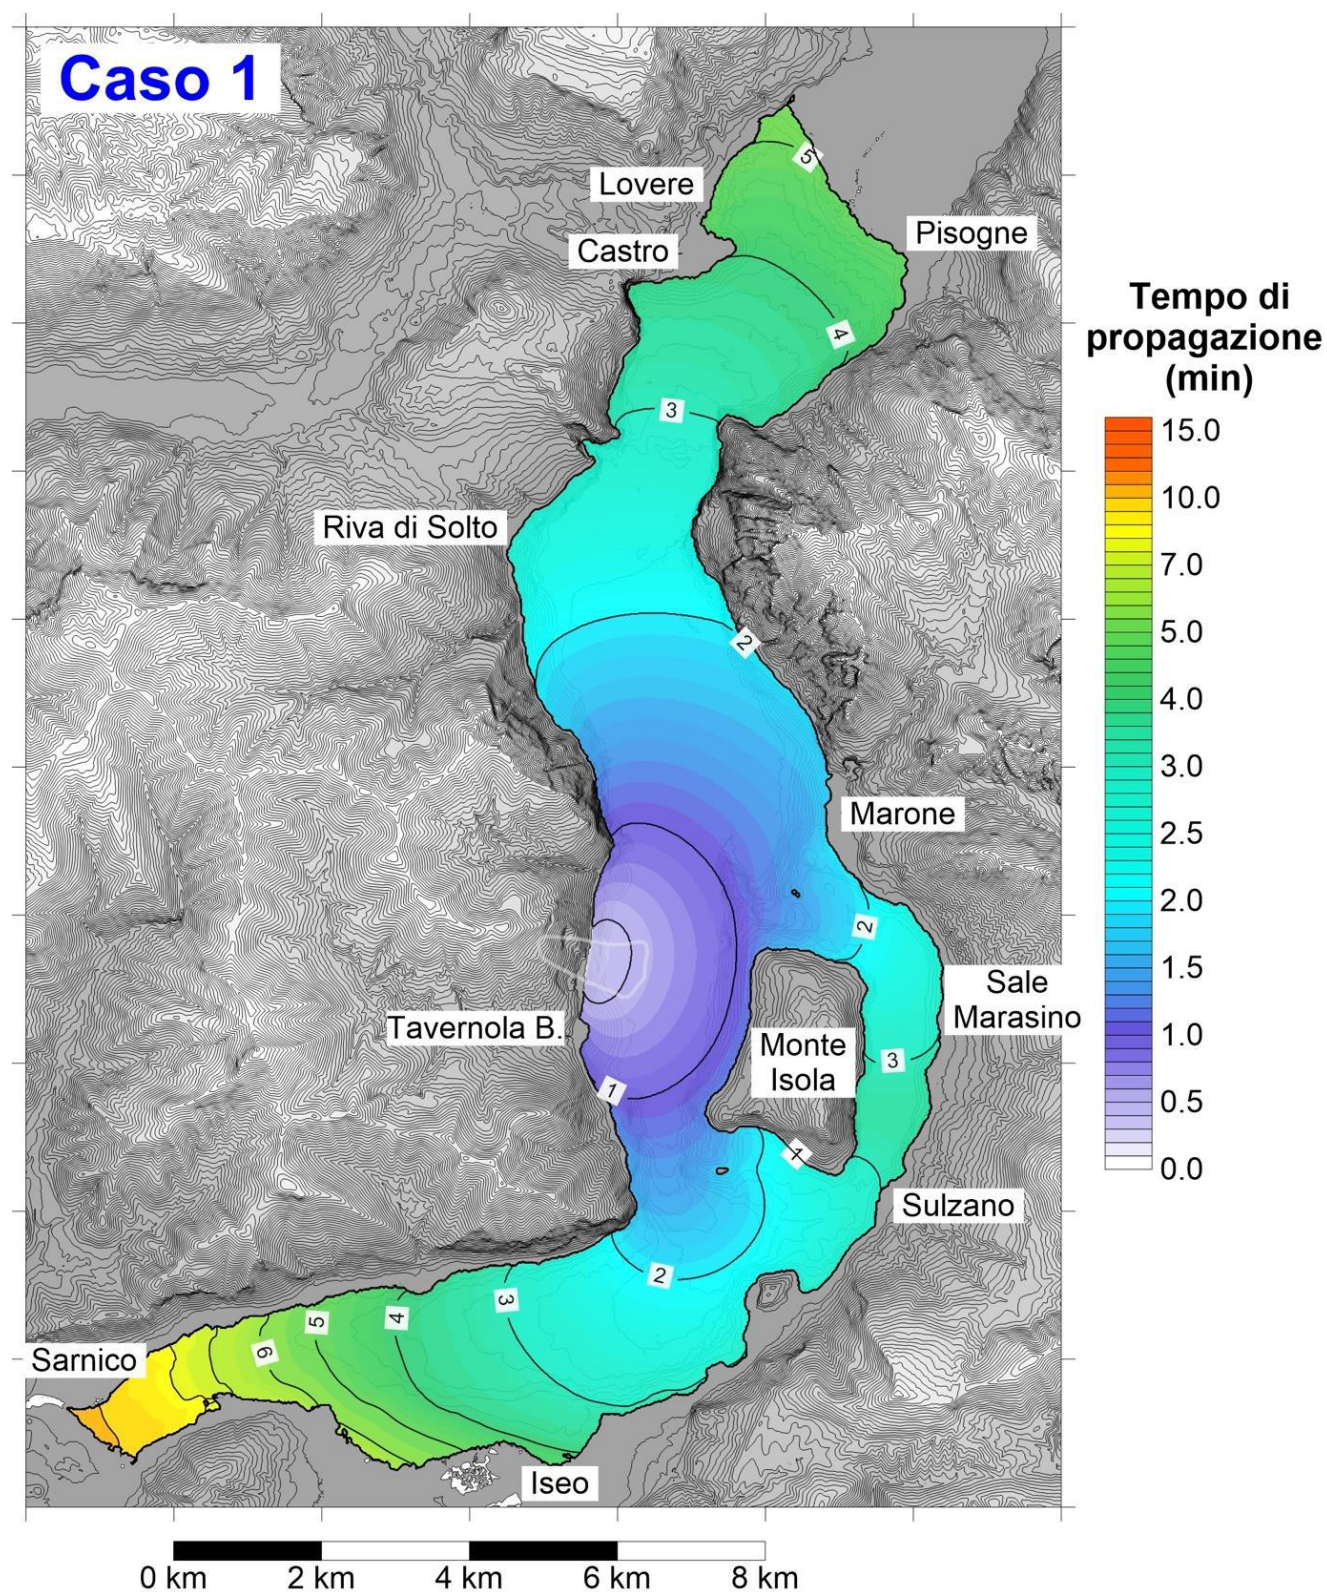 Caso 1
5
Lovere
Pisogne
Castro
4
3
Riva di Solto
2
Marone
2
Sale
Marasino
Tavernola B.
Monte
Isola
3
1
1
Sulzano
2
3
4
5
6
Sarnico
Iseo
0 km
2 km
4 km
6 km
8 km
Tempo di
propagazione
(min)
15.0
10.0
7.0
5.0
4.0
3.0
2.5
2.0
1.5
1.0
0.5
0.0